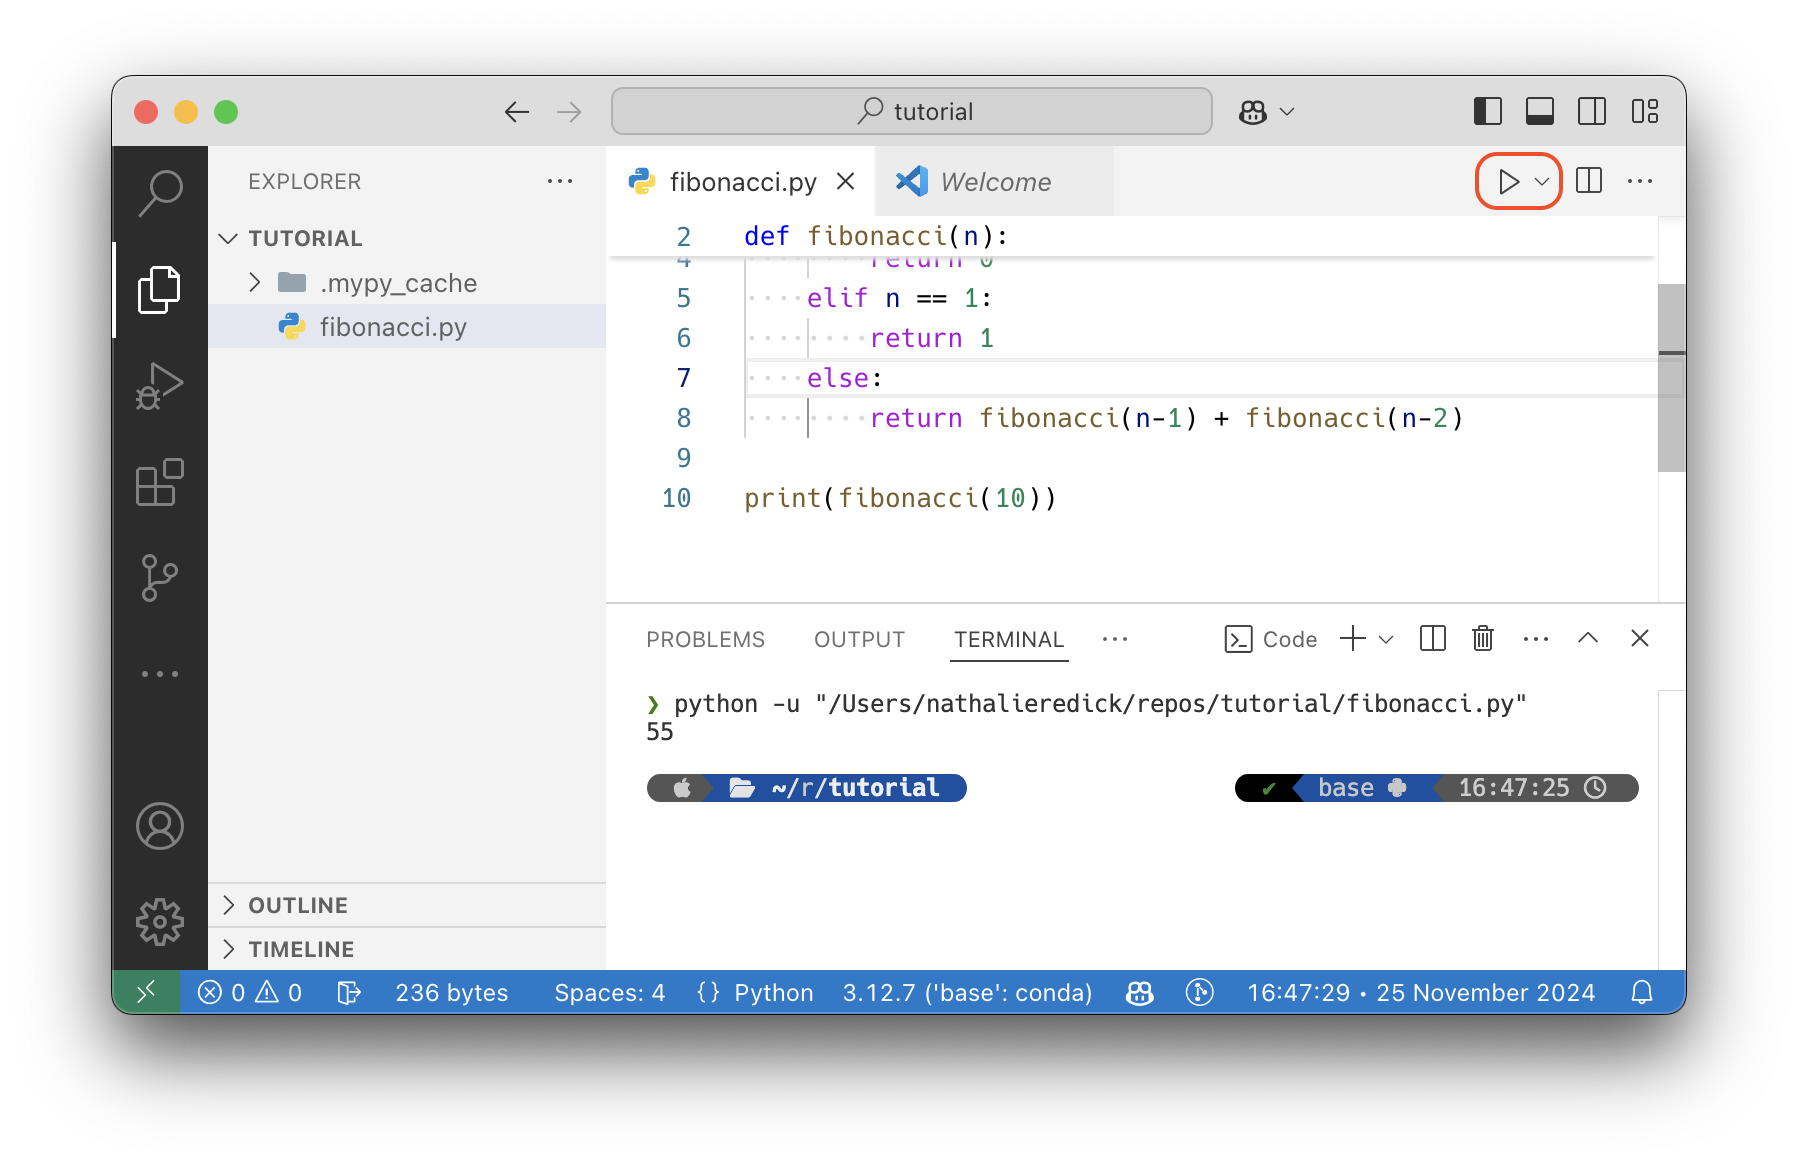 tutorial
EXPLORER
TUTORIAL
.mypy_cache
fibonacci.py
OUTLINE
TIMELINE
fibonacci.py Welcome
2 def fibonacci(n):
4 return 0
5 elif n == 1:
6 return 1
7 else:
8 return fibonacci(n-1) + fibonacci(n-2)
9
10 print(fibonacci(10))
PROBLEMS OUTPUT TERMINAL Code
❯ python -u "/Users/nathalieredick/repos/tutorial/fibonacci.py"
55
~/r/tutorial ✔ base 16:47:25
0 0 236 bytes Spaces: 4 {} Python 3.12.7 ('base': conda) 16:47:29 • 25 November 2024